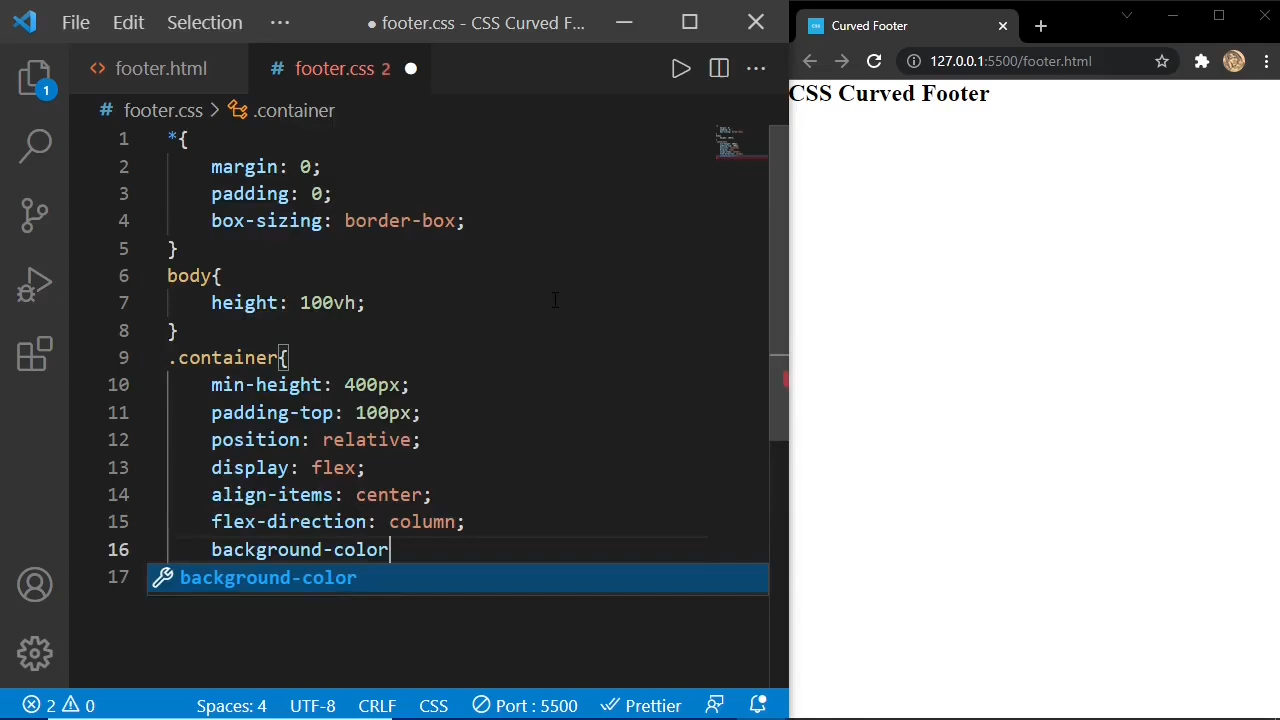 File Edit Selection ··· ● footer.css - CSS Curved F...
Curved Footer
footer.html # footer.css 2
127.0.0.1:5500/footer.html
1
# footer.css > .container
CSS Curved Footer
1 *{
2 margin: 0;
3 padding: 0;
4 box-sizing: border-box;
5 }
6 body{
7 height: 100vh;
8 }
9 .container{
10 min-height: 400px;
11 padding-top: 100px;
12 position: relative;
13 display: flex;
14 align-items: center;
15 flex-direction: column;
16 background-color
17 background-color
2 0 Spaces: 4 UTF-8 CRLF CSS Port : 5500 Prettier